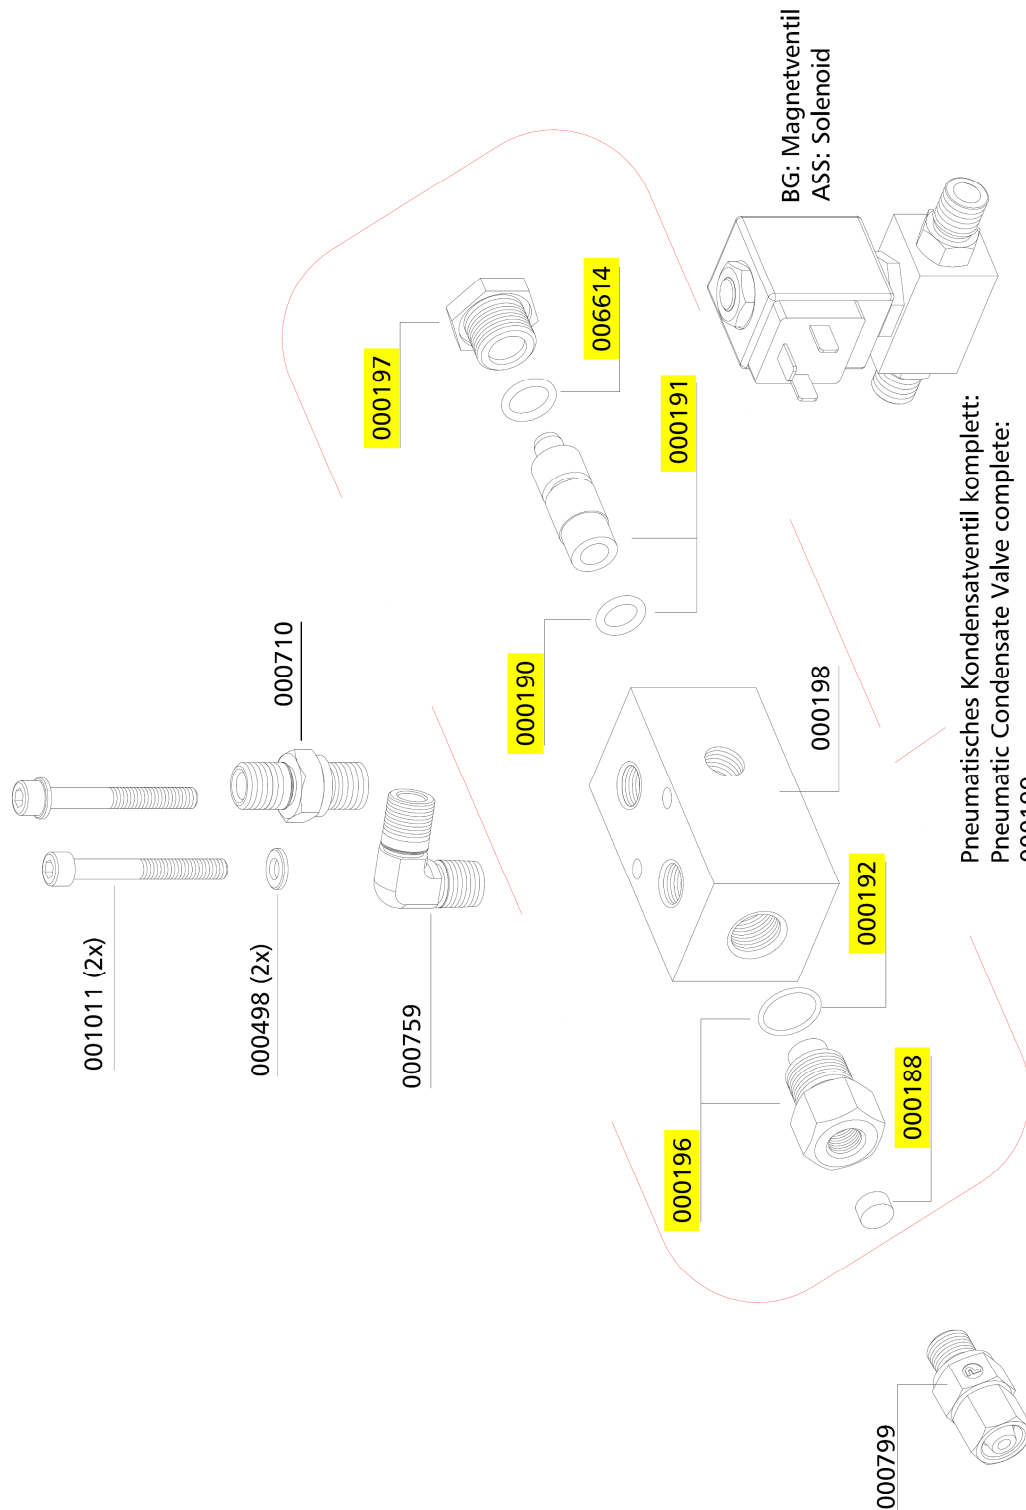 001011 (2x)
000498 (2x)
000710
000759
000197
006614
000191
000190
000198
000192
000196
000188
000799
BG: Magnetventil
ASS: Solenoid
Pneumatisches Kondensatventil komplett:
Pneumatic Condensate Valve complete: